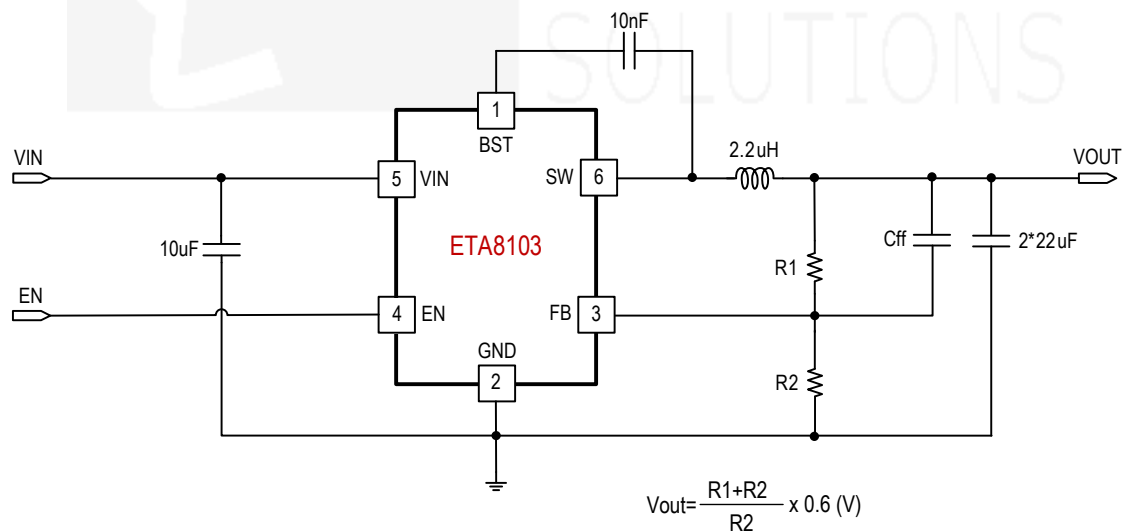 SOLUTIONS
10nF
1
BST
VIN
5
VIN
SW
6
2.2uH
VOUT
10uF
ETA8103
R1
Cff
2*22uF
EN
4
EN
FB
3
GND
2
R2
Vout= R1+R2 / R2 x 0.6 (V)